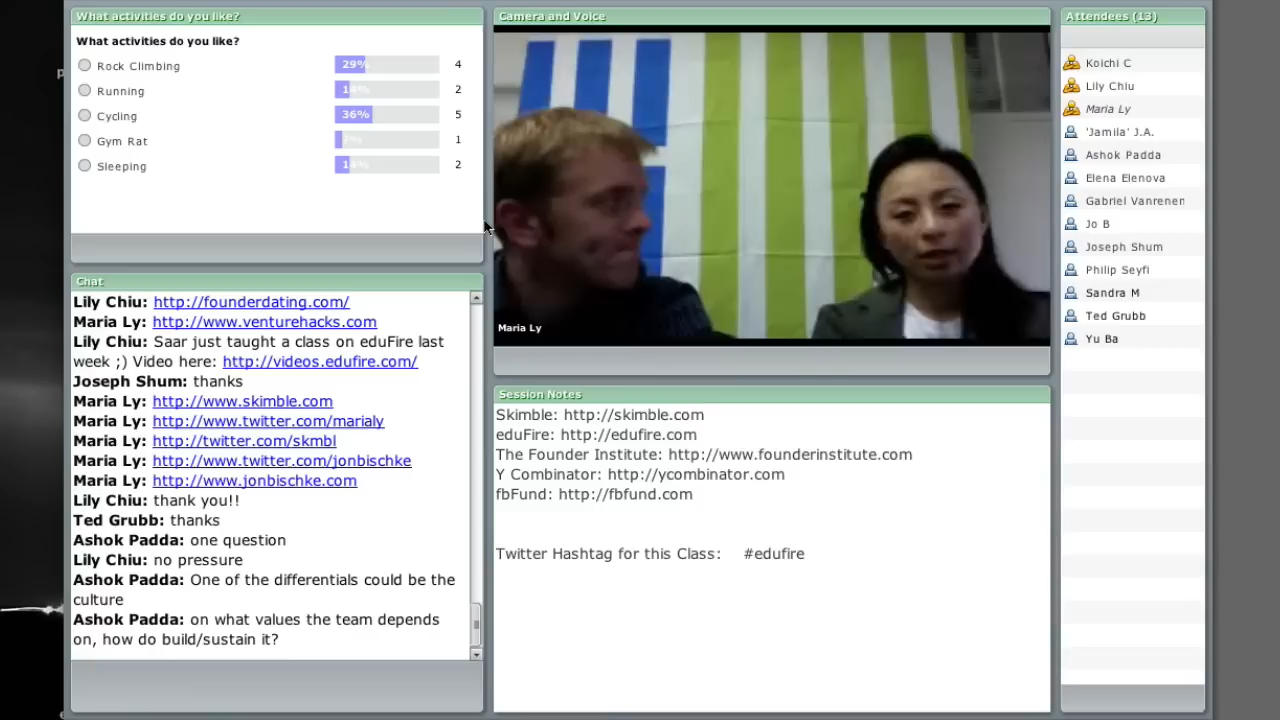 What activities do you like?
What activities do you like?
Rock Climbing 29% 4
Running 14% 2
Cycling 36% 5
Gym Rat 7% 1
Sleeping 14% 2
Chat
Lily Chiu: http://founderdating.com/
Maria Ly: http://www.venturehacks.com
Lily Chiu: Saar just taught a class on eduFire last
week ;) Video here: http://videos.edufire.com/
Joseph Shum: thanks
Maria Ly: http://www.skimble.com
Maria Ly: http://www.twitter.com/marialy
Maria Ly: http://twitter.com/skmbl
Maria Ly: http://www.twitter.com/jonbischke
Maria Ly: http://www.jonbischke.com
Lily Chiu: thank you!!
Ted Grubb: thanks
Ashok Padda: one question
Lily Chiu: no pressure
Ashok Padda: One of the differentials could be the
culture
Ashok Padda: on what values the team depends
on, how do build/sustain it?
Camera and Voice
Maria Ly
Session Notes
Skimble: http://skimble.com
eduFire: http://edufire.com
The Founder Institute: http://www.founderinstitute.com
Y Combinator: http://ycombinator.com
fbFund: http://fbfund.com
Twitter Hashtag for this Class: #edufire
Attendees (13)
Koichi C
Lily Chiu
Maria Ly
'Jamila' J.A.
Ashok Padda
Elena Elenova
Gabriel Vanrenen
Jo B
Joseph Shum
Philip Seyfi
Sandra M
Ted Grubb
Yu Ba